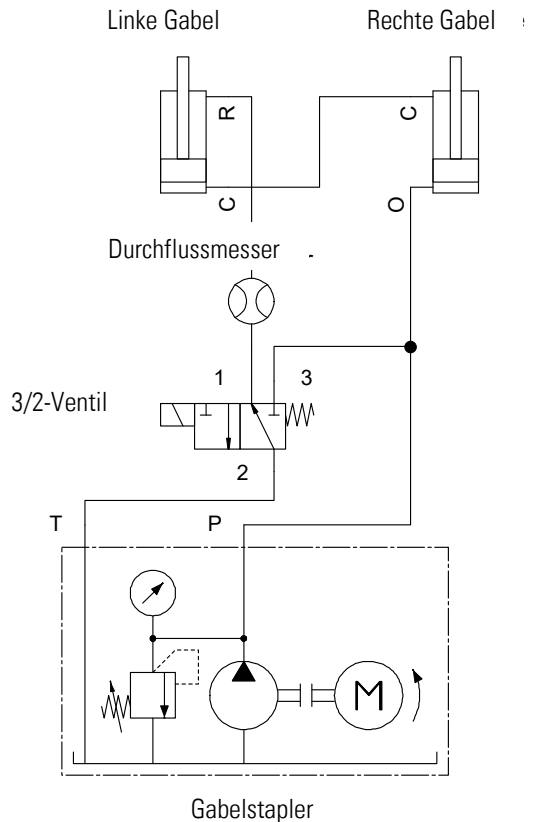 Linke Gabel
Rechte Gabel
R
C
C
O
Durchflussmesser
1
3
3/2-Ventil
2
T
P
M
Gabelstapler